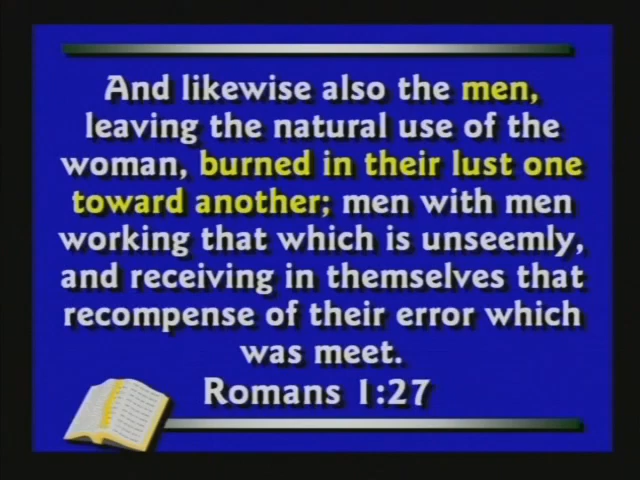 And likewise also the men,
leaving the natural use of the
woman, burned in their lust one
toward another; men with men
working that which is unseemly,
and receiving in themselves that
recompense of their error which
was meet.
Romans 1:27